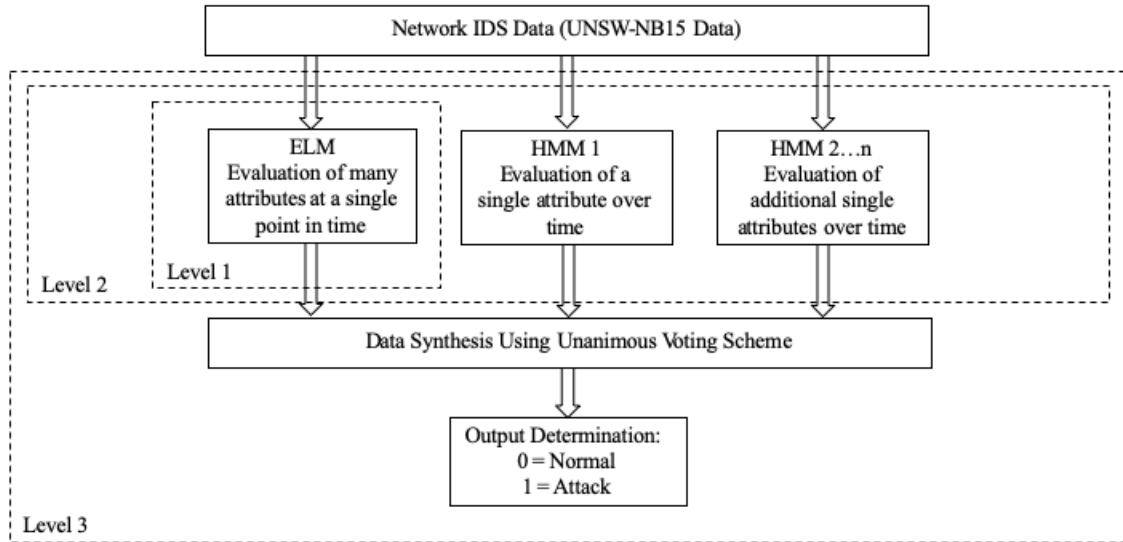 Network IDS Data (UNSW-NB15 Data)
ELM
Evaluation of many
attributes at a single
point in time
HMM 1
Evaluation of a
single attribute over
time
HMM 2...n
Evaluation of
additional single
attributes over time
Level 1
Level 2
Data Synthesis Using Unanimous Voting Scheme
Output Determination:
0 = Normal
1 = Attack
Level 3